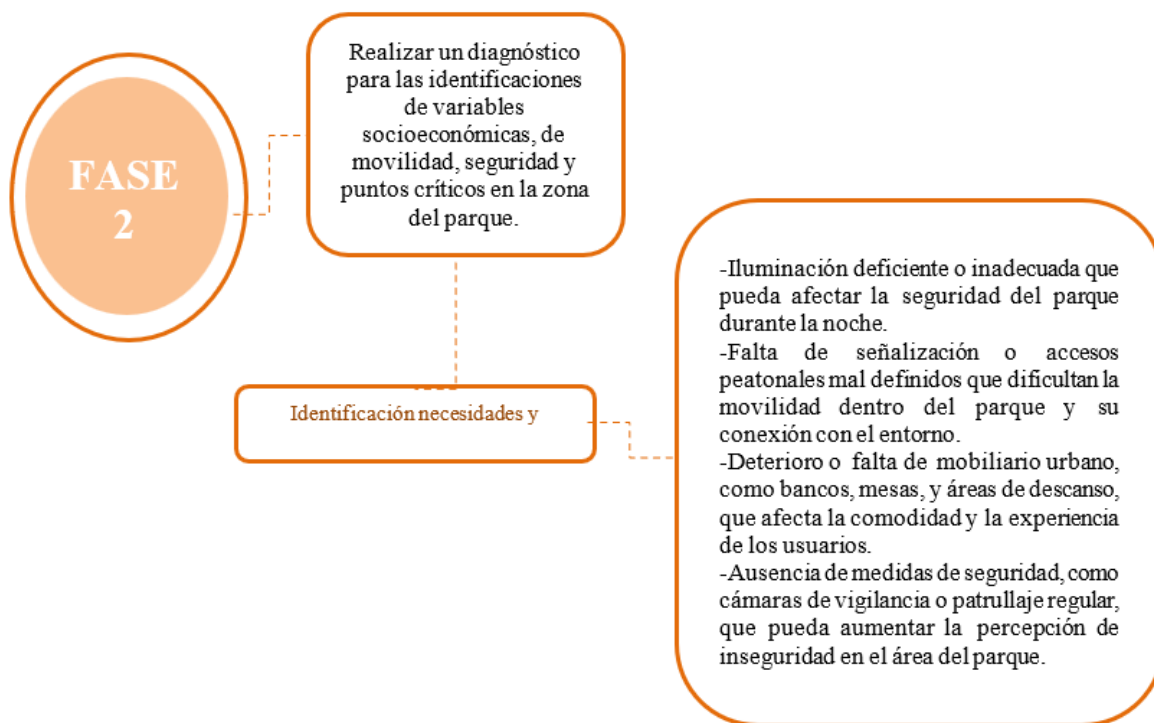 FASE
2
Realizar un diagnóstico
para las identificaciones
de variables
socioeconómicas, de
movilidad, seguridad y
puntos críticos en la zona
del parque.
Identificación necesidades y
-Iluminación deficiente o inadecuada que
pueda afectar la seguridad del parque
durante la noche.
-Falta de señalización o accesos
peatonales mal definidos que dificultan la
movilidad dentro del parque y su
conexión con el entorno.
-Deterioro o falta de mobiliario urbano,
como bancos, mesas, y áreas de descanso,
que afecta la comodidad y la experiencia
de los usuarios.
-Ausencia de medidas de seguridad, como
cámaras de vigilancia o patrullaje regular,
que pueda aumentar la percepción de
inseguridad en el área del parque.